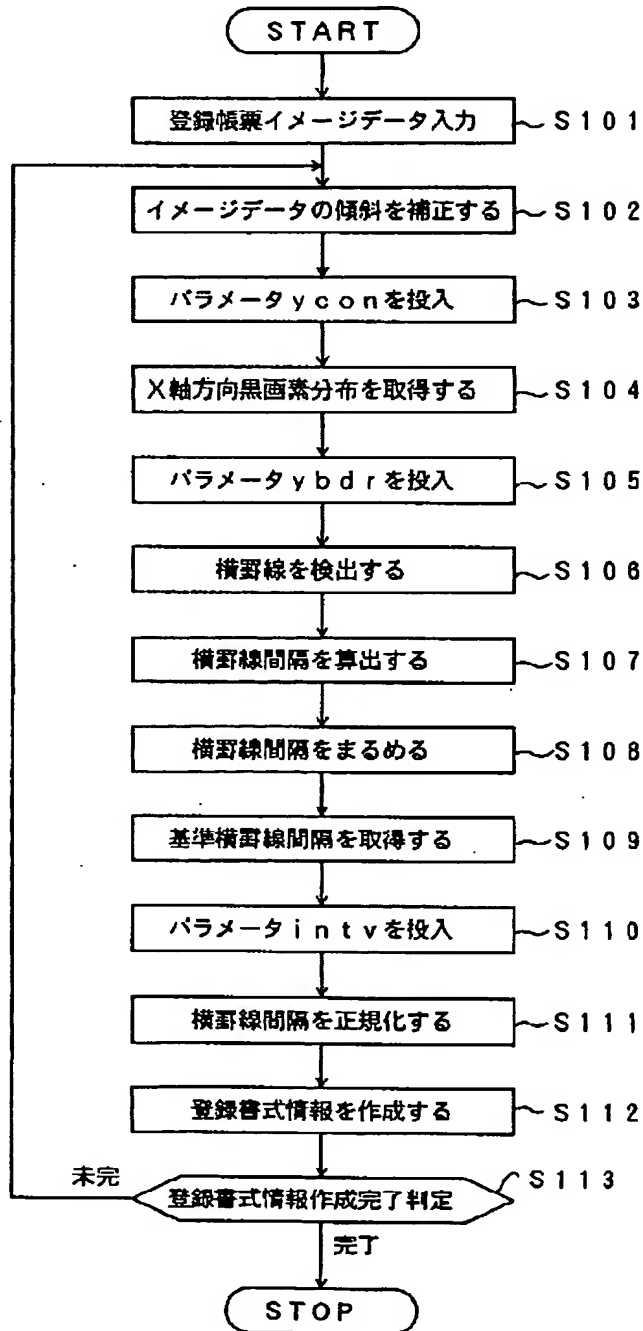 START
登録帳票イメージデータ入力 S101
イメージデータの傾斜を補正する S102
パラメータyconを投入 S103
X軸方向黒画素分布を取得する S104
パラメータybdrを投入 S105
横罫線を検出する S106
横罫線間隔を算出する S107
横罫線間隔をまるめる S108
基準横罫線間隔を取得する S109
パラメータintvを投入 S110
横罫線間隔を正規化する S111
登録書式情報を作成する S112
未完
登録書式情報作成完了判定 S113
完了
STOP